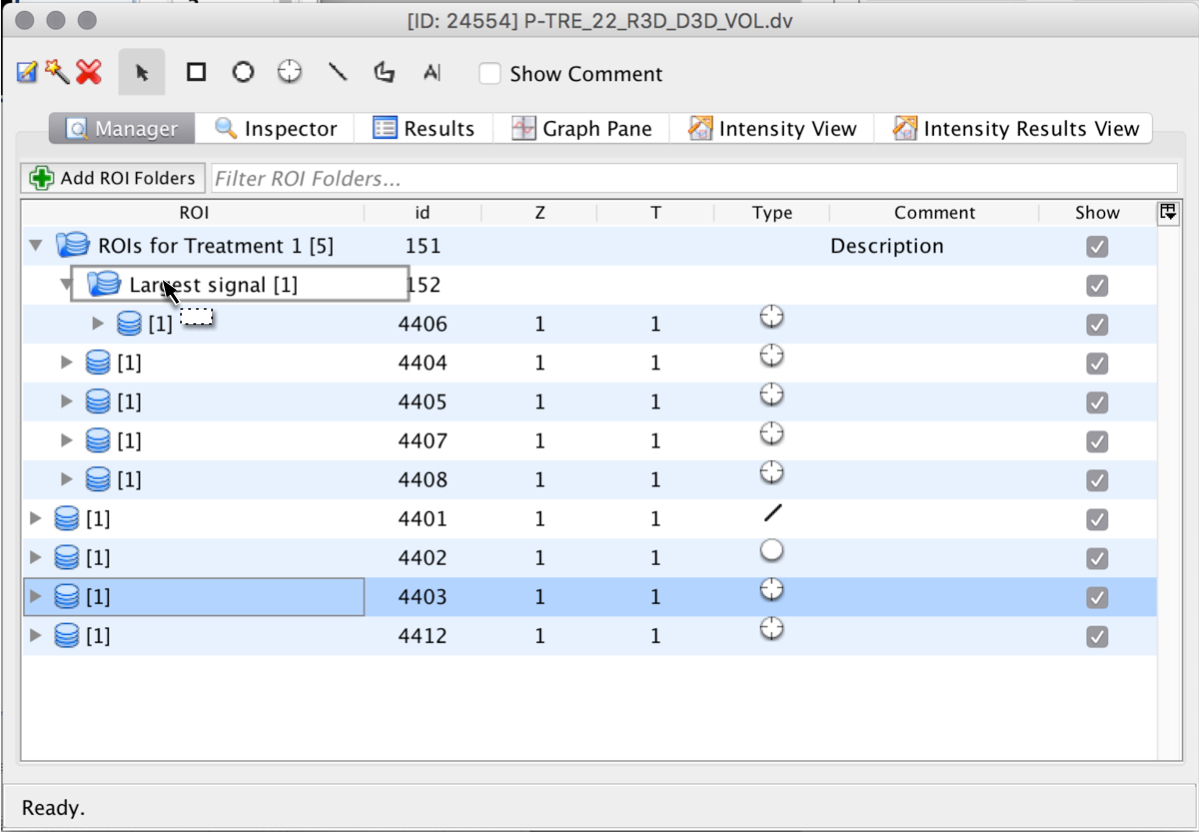 [ID: 24554] P-TRE_22_R3D_D3D_VOL.dv
A Show Comment
Manager Inspector Results Graph Pane Intensity View Intensity Results View
Add ROI Folders Filter ROI Folders...
ROI id Z T Type Comment Show
ROIs for Treatment 1 [5] 151 Description
Largest signal [1] 152
[1] 4406 1 1
[1] 4404 1 1
[1] 4405 1 1
[1] 4407 1 1
[1] 4408 1 1
[1] 4401 1 1
[1] 4402 1 1
[1] 4403 1 1
[1] 4412 1 1
Ready.